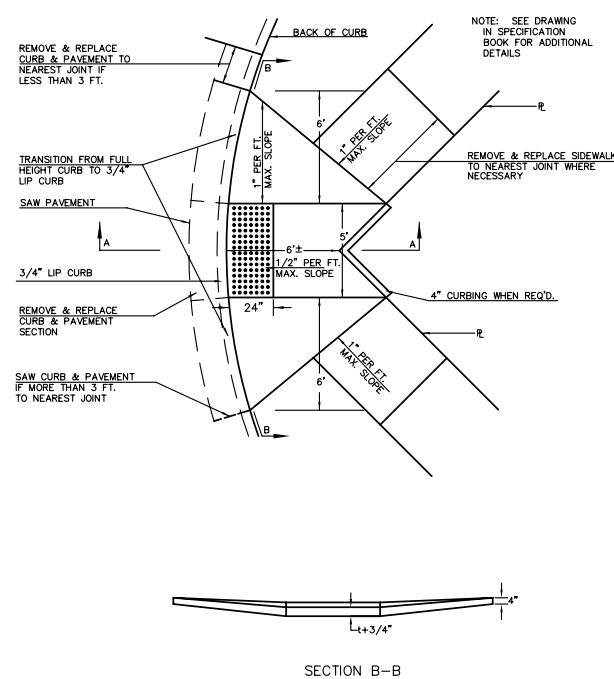 NOTE: SEE DRAWING
IN SPECIFICATION
BOOK FOR ADDITIONAL
DETAILS
BACK OF CURB
REMOVE & REPLACE
CURB & PAVEMENT TO
NEAREST JOINT IF
LESS THAN 3 FT.
B
6'
1" PER FT.
MAX. SLOPE
1" PER FT.
MAX. SLOPE
PL
REMOVE & REPLACE SIDEWALK
TO NEAREST JOINT WHERE
NECESSARY
TRANSITION FROM FULL
HEIGHT CURB TO 3/4"
LIP CURB
SAW PAVEMENT
A
6'±
5'
A
1/2" PER FT.
MAX. SLOPE
3/4" LIP CURB
24"
4" CURBING WHEN REQ'D.
REMOVE & REPLACE
CURB & PAVEMENT
SECTION
PL
1" PER FT.
MAX. SLOPE
6'
SAW CURB & PAVEMENT
IF MORE THAN 3 FT.
TO NEAREST JOINT
B
4"
t+3/4"
SECTION B-B